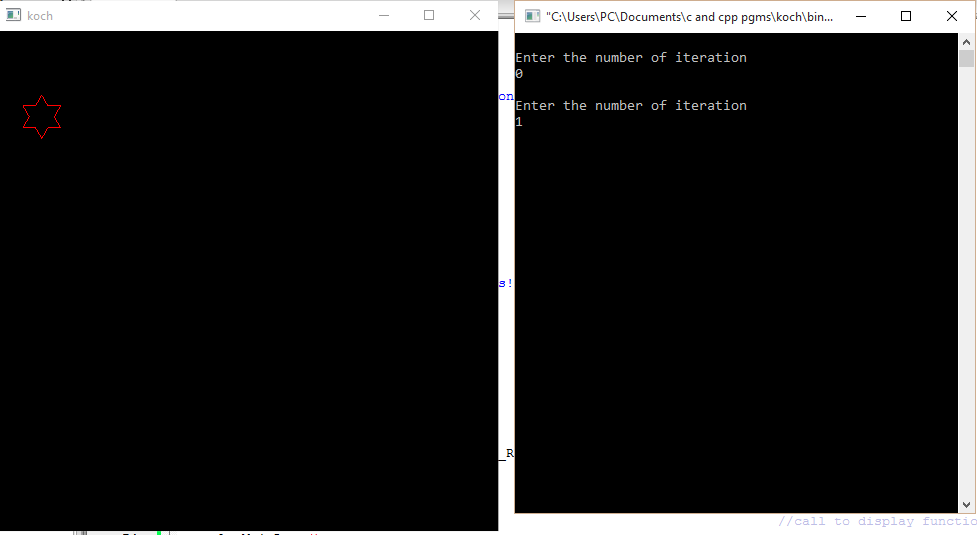 koch
"C:\Users\PC\Documents\c and cpp pgms\koch\bin...
Enter the number of iteration
0
on
Enter the number of iteration
1
s!
_R
//call to display functio